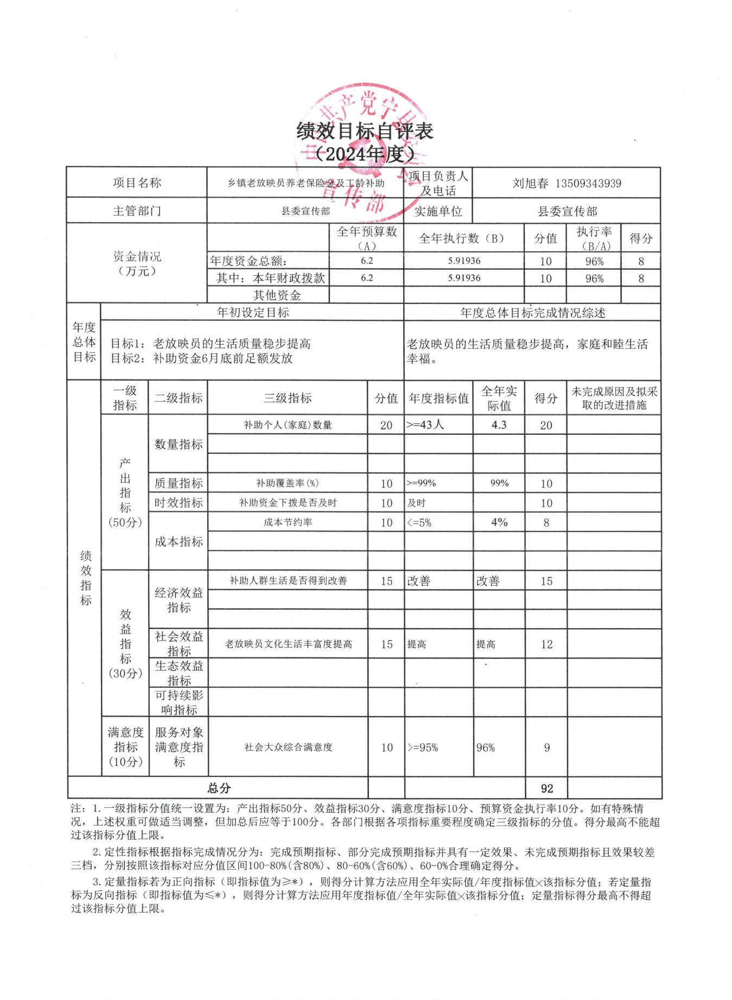 中国共产党宁县委员会
宣传部
绩效目标自评表
（2024年度）
项目名称 乡镇老放映员养老保险金及工龄补助 项目负责人及电话 刘旭春 13509343939
主管部门 县委宣传部 实施单位 县委宣传部
资金情况（万元） 全年预算数（A） 全年执行数（B） 分值 执行率（B/A） 得分
年度资金总额： 6.2 5.91936 10 96% 8
其中：本年财政拨款 6.2 5.91936 10 96% 8
其他资金
年度总体目标 年初设定目标 年度总体目标完成情况综述
目标1：老放映员的生活质量稳步提高
目标2：补助资金6月底前足额发放
老放映员的生活质量稳步提高，家庭和睦生活
幸福。
绩效指标 一级指标 二级指标 三级指标 分值 年度指标值 全年实际值 得分 未完成原因及拟采取的改进措施
产出指标(50分) 数量指标 补助个人(家庭)数量 20 >=43人 4.3 20
质量指标 补助覆盖率(%) 10 >=99% 99% 10
时效指标 补助资金下拨是否及时 10 及时 10
成本指标 成本节约率 10 <=5% 4% 8
效益指标(30分) 经济效益指标 补助人群生活是否得到改善 15 改善 改善 15
社会效益指标 老放映员文化生活丰富度提高 15 提高 提高 12
生态效益指标
可持续影响指标
满意度指标(10分) 服务对象满意度指标 社会大众综合满意度 10 >=95% 96% 9
总分 92
注：1.一级指标分值统一设置为：产出指标50分、效益指标30分、满意度指标10分、预算资金执行率10分。如有特殊情
况，上述权重可做适当调整，但加总后应等于100分。各部门根据各项指标重要程度确定三级指标的分值。得分最高不能超
过该指标分值上限。
2.定性指标根据指标完成情况分为：完成预期指标、部分完成预期指标并具有一定效果、未完成预期指标且效果较差
三档，分别按照该指标对应分值区间100-80%(含80%)、80-60%(含60%)、60-0%合理确定得分。
3.定量指标若为正向指标（即指标值为≥*），则得分计算方法应用全年实际值/年度指标值×该指标分值；若定量指
标为反向指标（即指标值为≤*），则得分计算方法应用年度指标值/全年实际值×该指标分值；定量指标得分最高不得超
过该指标分值上限。